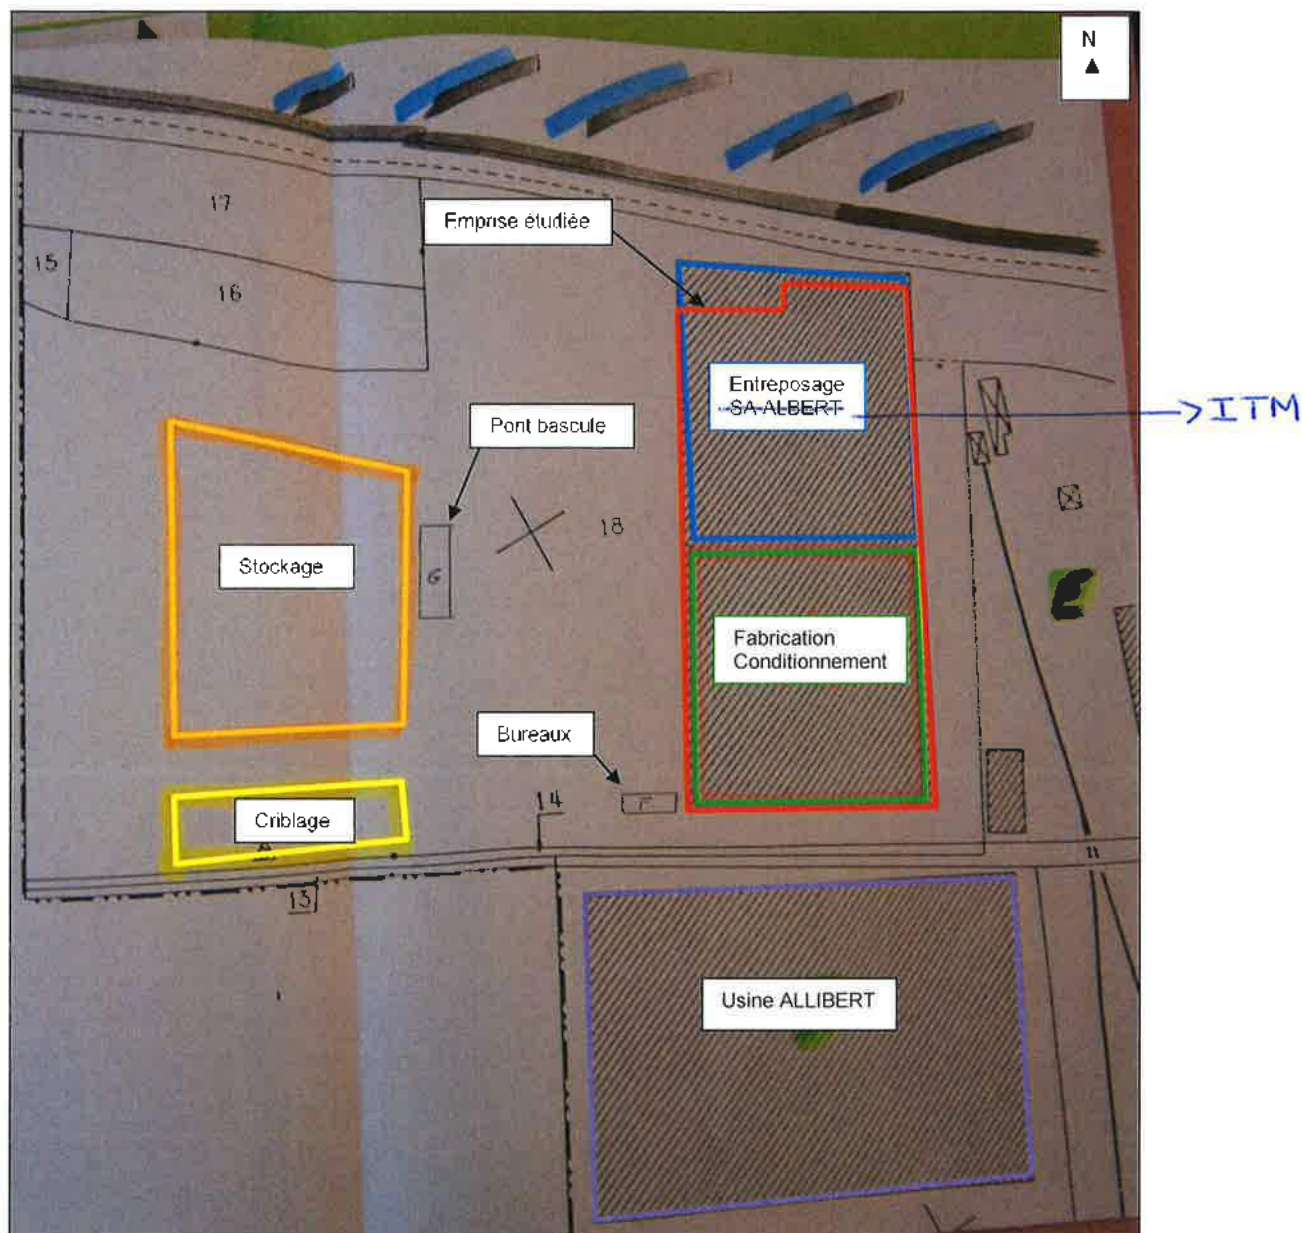 N
17
Emprise étudiée
15
16
Entreposage
SA ALBERT
ITM
Pont bascule
18
Stockage
G
Fabrication
Conditionnement
Bureaux
14
F
Criblage
11
13
Usine ALLIBERT